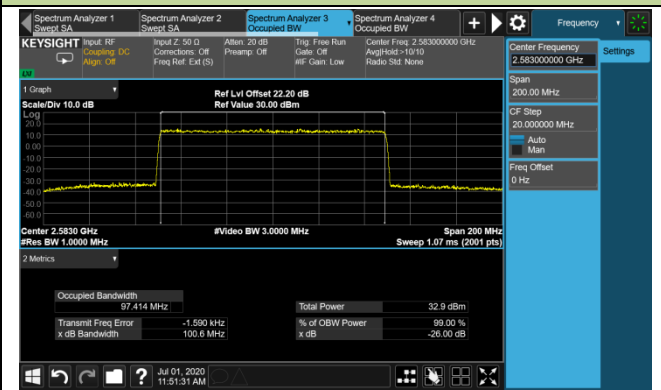 Spectrum Analyzer 1
Swept SA
Spectrum Analyzer 2
Swept SA
Spectrum Analyzer 3
Occupied BW
Spectrum Analyzer 4
Occupied BW
Frequency
KEYSIGHT
Input: RF
Coupling: DC
Align: Off
Input Z: 50 Ω
Corrections: Off
Freq Ref: Ext (S)
Atten: 20 dB
Preamp: Off
Trig: Free Run
Gate: Off
#IF Gain: Low
Center Freq: 2.583000000 GHz
Avg|Hold:>10/10
Radio Std: None
Center Frequency
2.583000000 GHz
Settings
Span
200.00 MHz
CF Step
20.000000 MHz
Auto
Man
Freq Offset
0 Hz
1 Graph
Scale/Div 10.0 dB
Ref Lvl Offset 22.20 dB
Ref Value 30.00 dBm
Log
20.0
10.0
0.00
-10.0
-20.0
-30.0
-40.0
-50.0
-60.0
Center 2.5830 GHz
#Video BW 3.0000 MHz
Span 200 MHz
#Res BW 1.0000 MHz
Sweep 1.07 ms (2001 pts)
2 Metrics
Occupied Bandwidth
97.414 MHz
Total Power
32.9 dBm
Transmit Freq Error
-1.590 kHz
% of OBW Power
99.00 %
x dB Bandwidth
100.6 MHz
x dB
-26.00 dB
Jul 01, 2020
11:51:31 AM